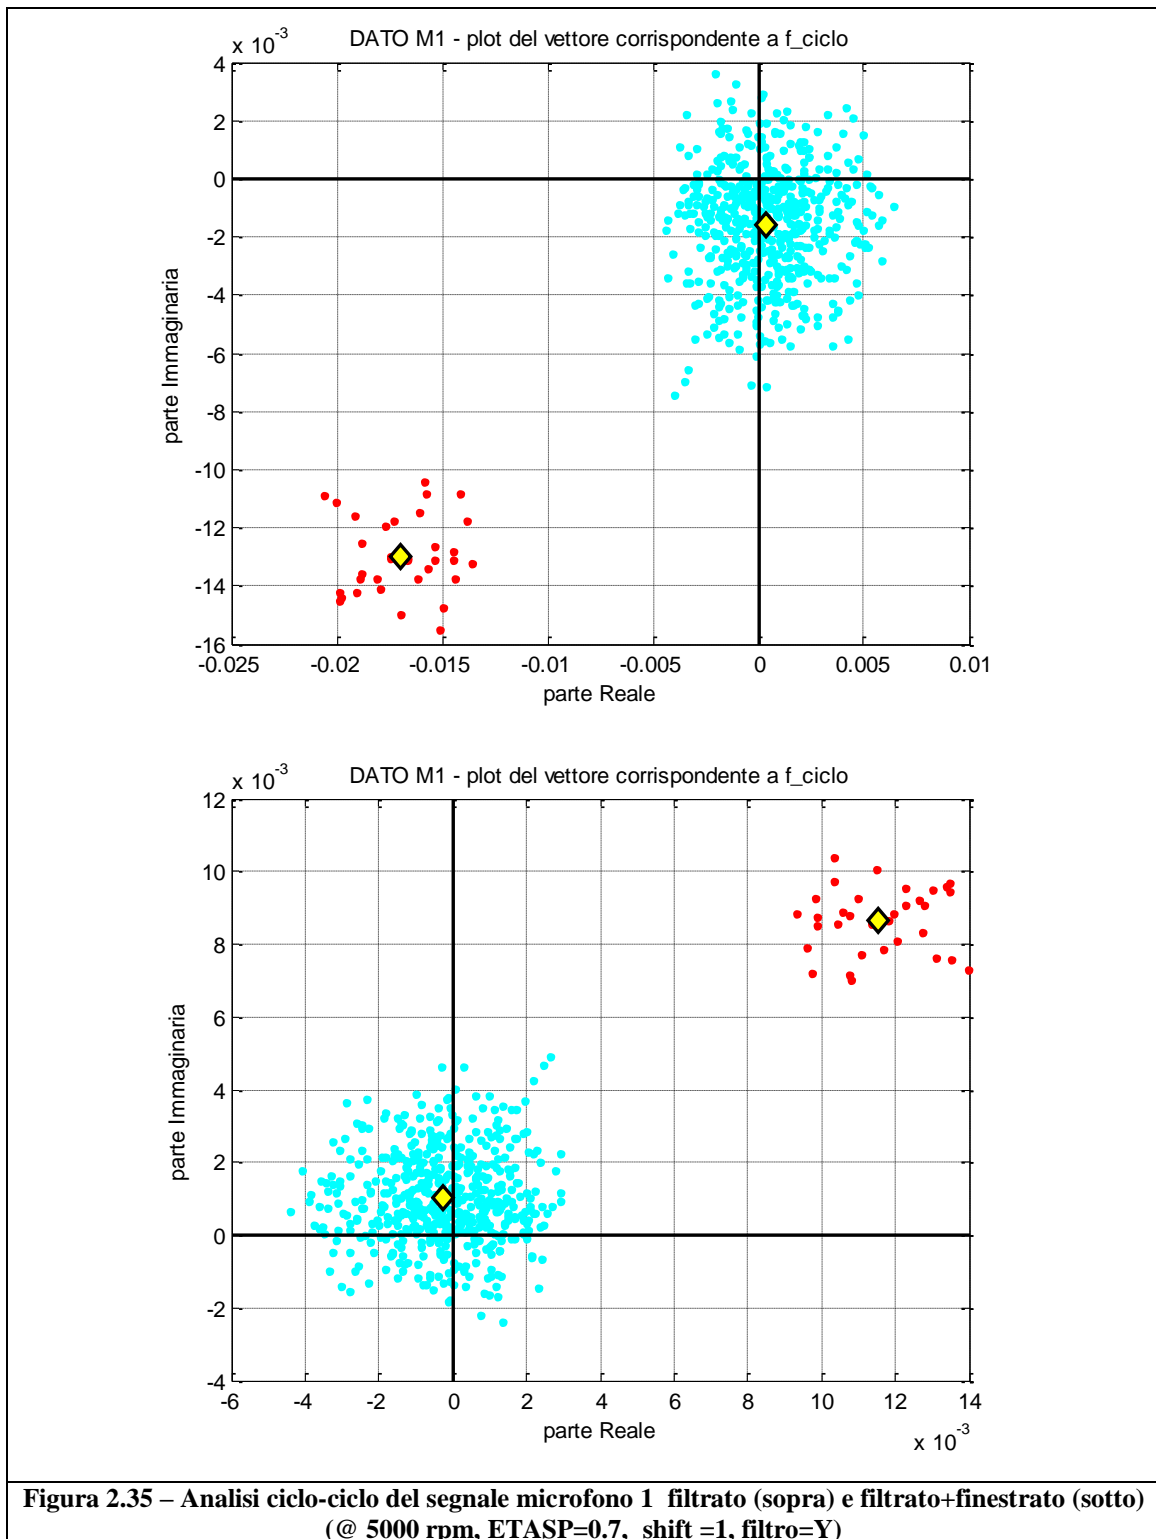 DATO M1 - plot del vettore corrispondente a f_ciclo
x 10^-3
4
2
0
-2
-4
-6
-8
-10
-12
-14
-16
parte Immaginaria
-0.025 -0.02 -0.015 -0.01 -0.005 0 0.005 0.01
parte Reale
DATO M1 - plot del vettore corrispondente a f_ciclo
x 10^-3
12
10
8
6
4
2
0
-2
-4
parte Immaginaria
-6 -4 -2 0 2 4 6 8 10 12 14
parte Reale
x 10^-3
Figura 2.35 – Analisi ciclo-ciclo del segnale microfono 1 filtrato (sopra) e filtrato+finestrato (sotto)
(@ 5000 rpm, ETASP=0.7, shift =1, filtro=Y)